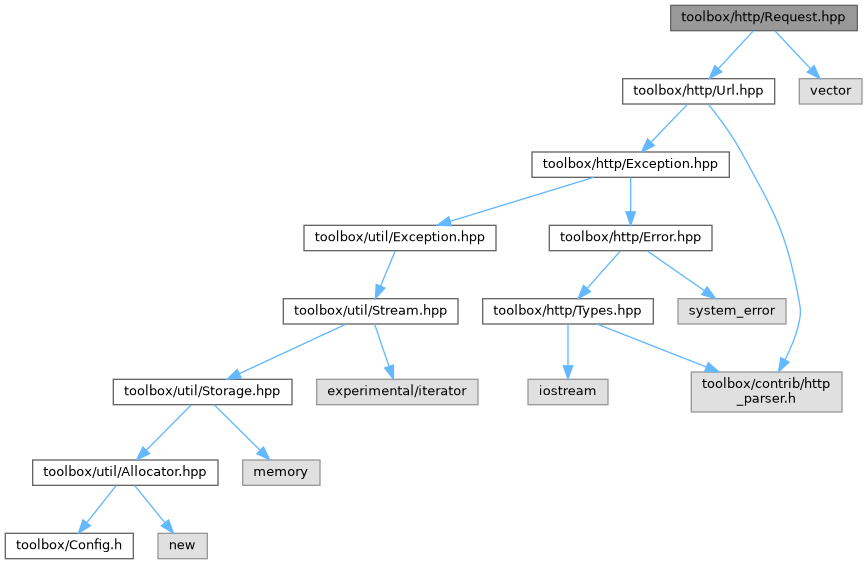 toolbox/http/Request.hpp
toolbox/http/Url.hpp
vector
toolbox/http/Exception.hpp
toolbox/util/Exception.hpp
toolbox/http/Error.hpp
toolbox/util/Stream.hpp
toolbox/http/Types.hpp
system_error
toolbox/util/Storage.hpp
experimental/iterator
iostream
toolbox/contrib/http
_parser.h
toolbox/util/Allocator.hpp
memory
toolbox/Config.h
new